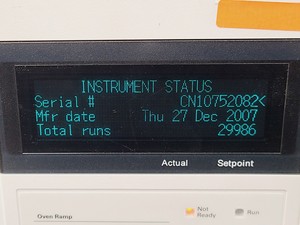 INSTRUMENT STATUS
Serial # CN10752082<
Mfr date Thu 27 Dec 2007
Total runs 29986
Actual Setpoint
Oven Ramp Not Ready Run